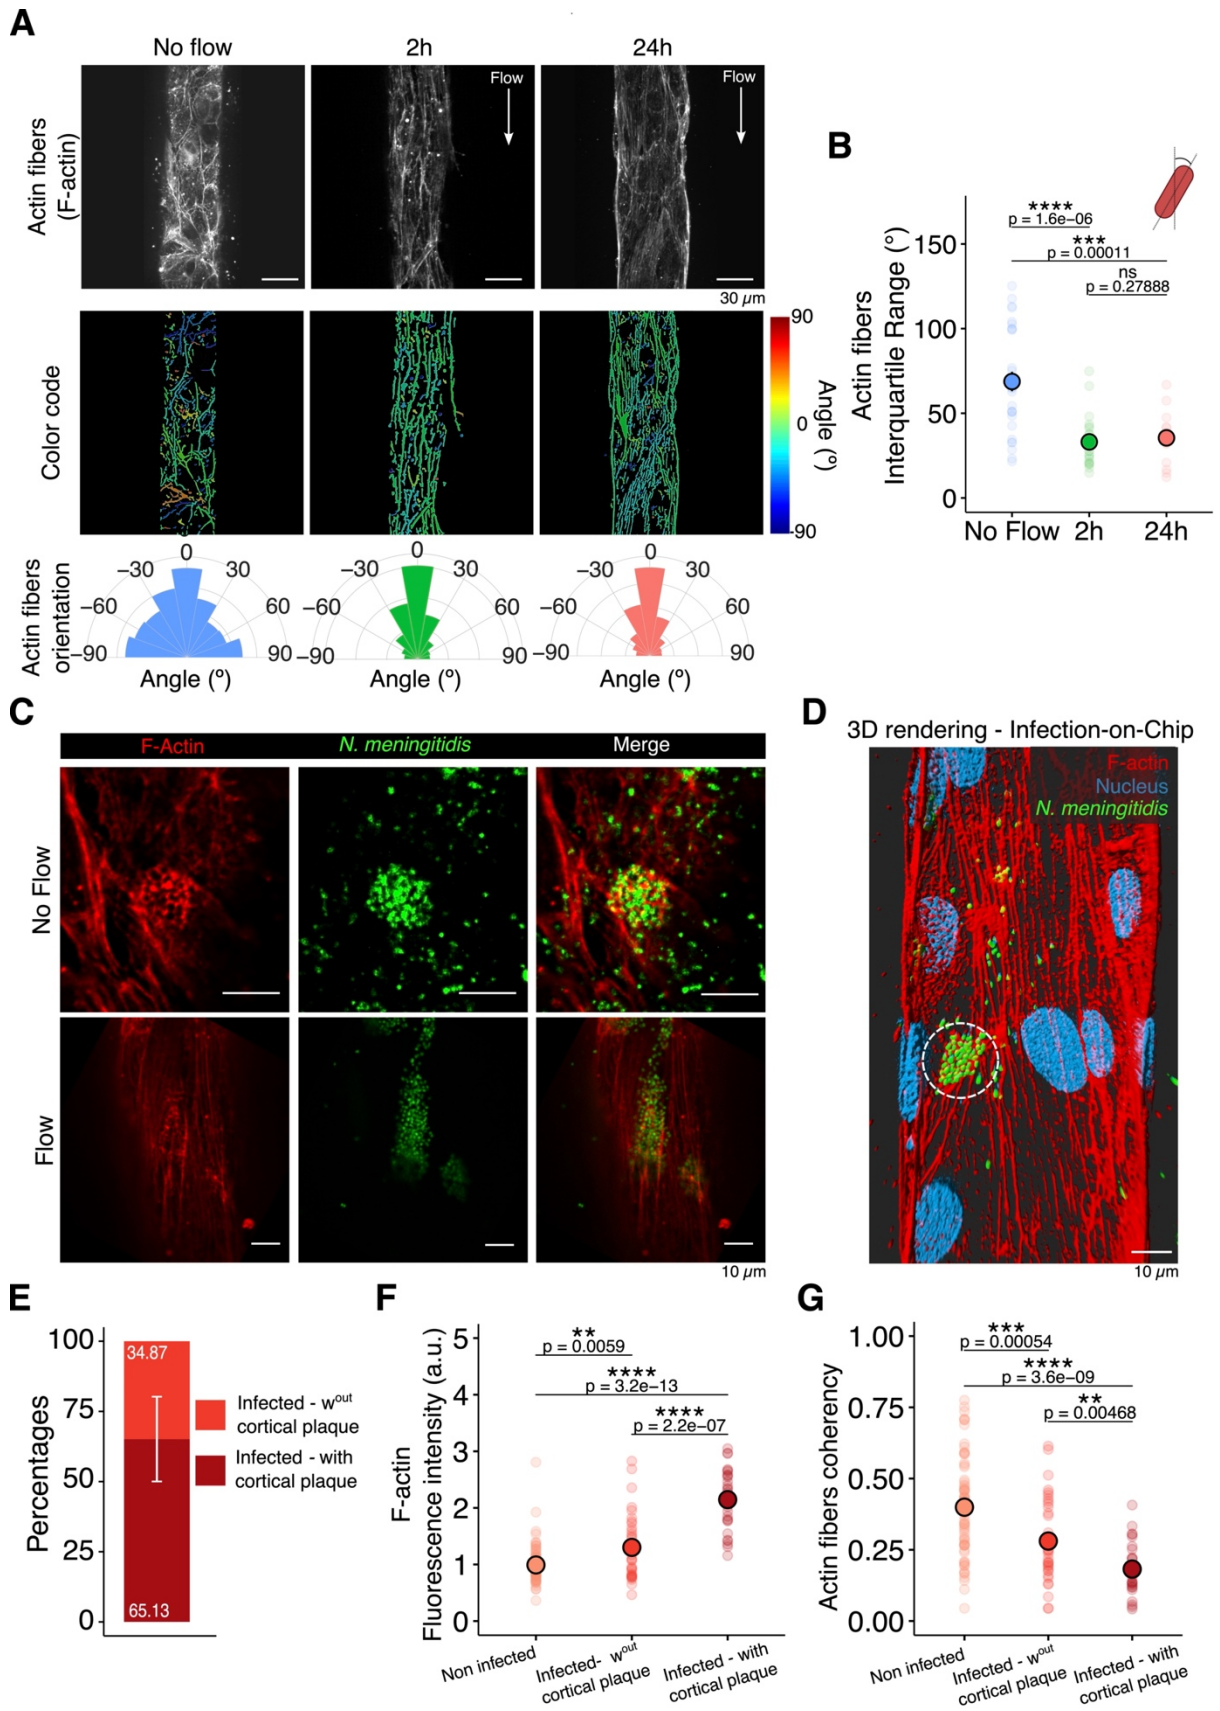 A
No flow
2h
24h
Actin fibers
(F-actin)
Flow
Flow
30 µm
Color code
90
0
-90
Angle (º)
Actin fibers
orientation
0
−30
30
−60
60
−90
90
Angle (º)
0
−30
30
−60
60
−90
90
Angle (º)
0
−30
30
−60
60
−90
90
Angle (º)
B
Actin fibers
Interquartile Range (°)
150
100
50
0
****
p = 1.6e−06
***
p = 0.00011
ns
p = 0.27888
No Flow
2h
24h
C
F-Actin
N. meningitidis
Merge
No Flow
Flow
10 µm
D
3D rendering - Infection-on-Chip
F-actin
Nucleus
N. meningitidis
10 µm
E
Percentages
100
75
50
25
0
34.87
65.13
Infected - wout
cortical plaque
Infected - with
cortical plaque
F
F-actin
Fluorescence intensity (a.u.)
5
4
3
2
1
0
**
p = 0.0059
****
p = 3.2e−13
****
p = 2.2e−07
Non infected
Infected- wout
cortical plaque
Infected - with
cortical plaque
G
Actin fibers coherency
1.00
0.75
0.50
0.25
0.00
***
p = 0.00054
****
p = 3.6e−09
**
p = 0.00468
Non infected
Infected - wout
cortical plaque
Infected - with
cortical plaque